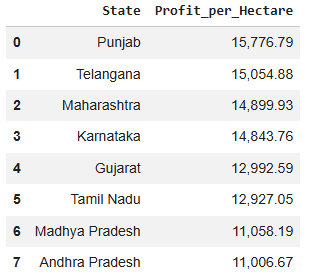 State Profit_per_Hectare
0 Punjab 15,776.79
1 Telangana 15,054.88
2 Maharashtra 14,899.93
3 Karnataka 14,843.76
4 Gujarat 12,992.59
5 Tamil Nadu 12,927.05
6 Madhya Pradesh 11,058.19
7 Andhra Pradesh 11,006.67